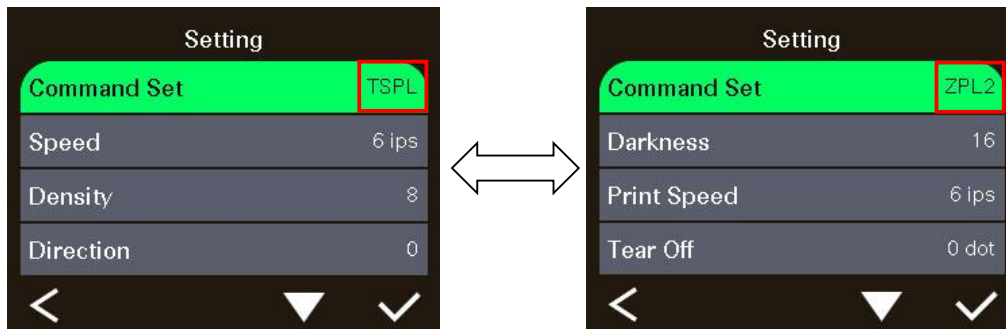 Setting
Command Set TSPL
Speed 6 ips
Density 8
Direction 0
Setting
Command Set ZPL2
Darkness 16
Print Speed 6 ips
Tear Off 0 dot